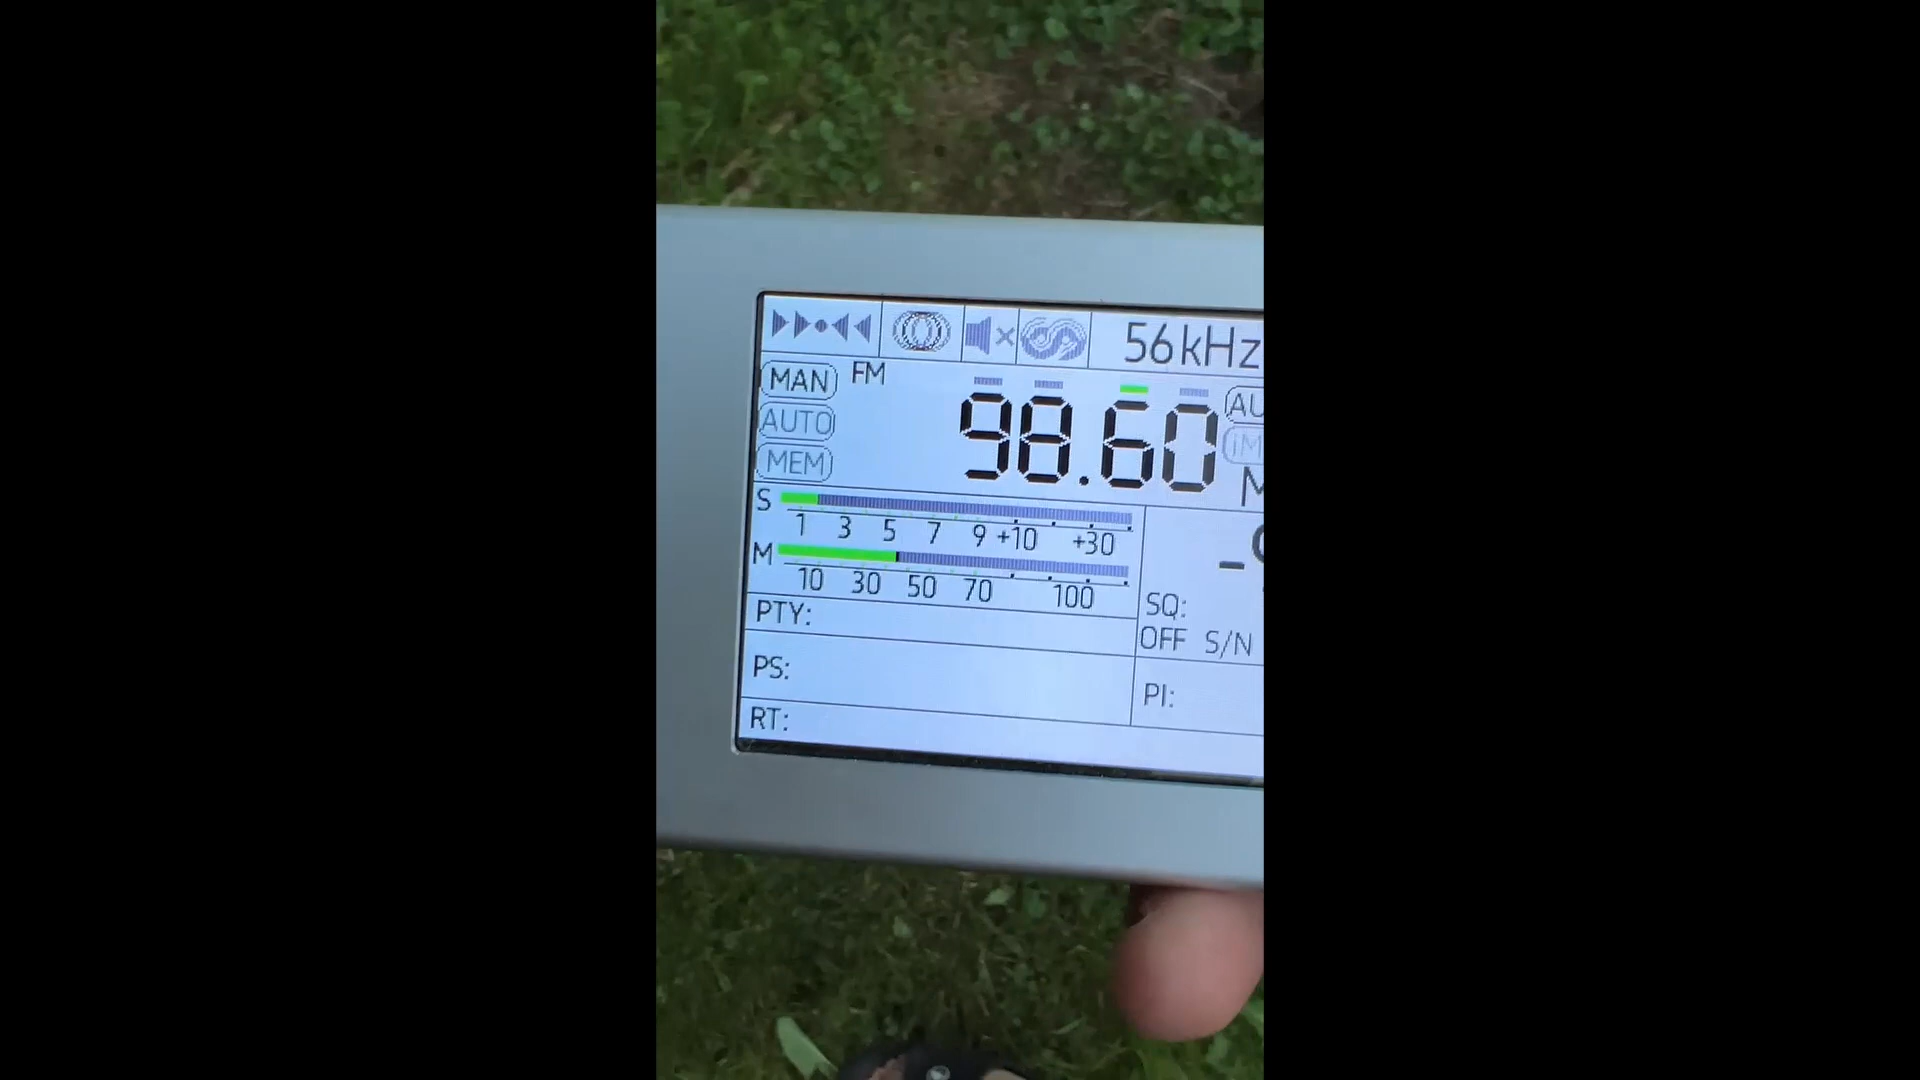 56kHz
MAN FM
98.60
AUTO
MEM
S
1 3 5 7 9 +10 +30
M
10 30 50 70 100
SQ:
PTY:
OFF S/N
PS:
PI:
RT: